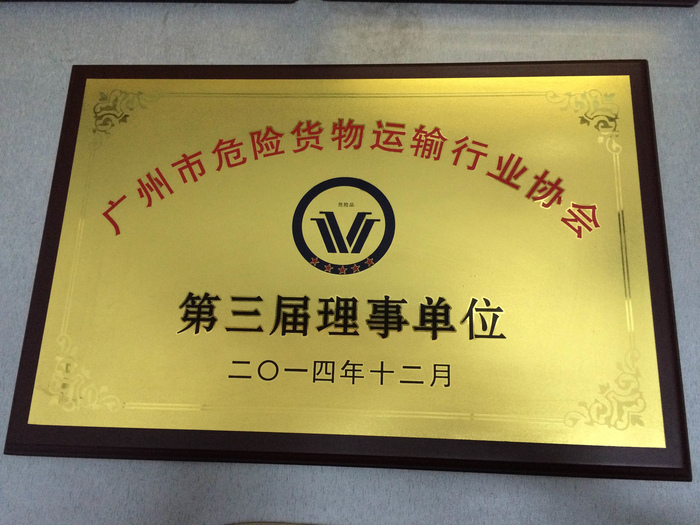 广州市危险货物运输行业协会
第三届理事单位
二〇一四年十二月